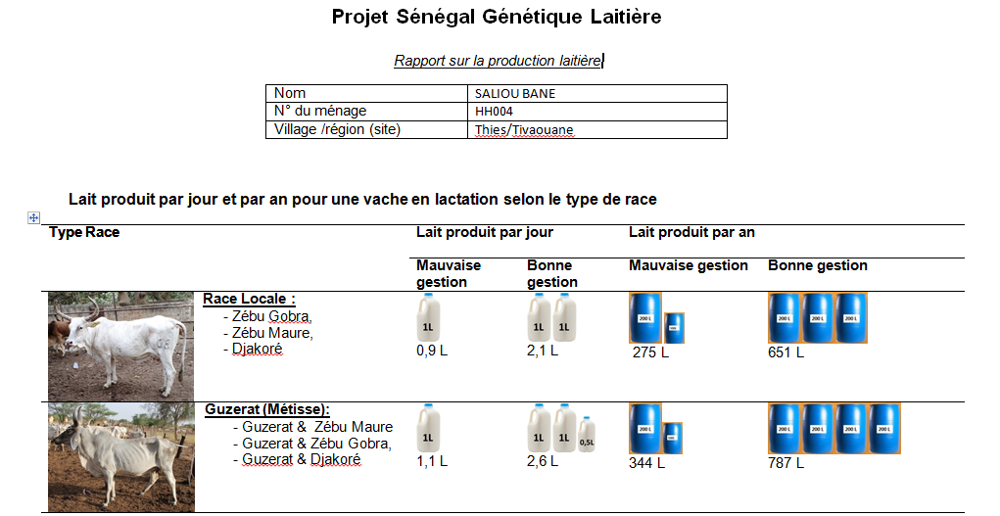 Projet Sénégal Génétique Laitière
Rapport sur la production laitière
Nom SALIOU BANE
N° du ménage HH004
Village /région (site) Thies/Tivaouane
Lait produit par jour et par an pour une vache en lactation selon le type de race
Type Race Lait produit par jour Lait produit par an
Mauvaise gestion Bonne gestion Mauvaise gestion Bonne gestion
Race Locale :
- Zébu Gobra,
- Zébu Maure,
- Djakoré
1L 1L 1L 200 L 200 L 200 L 200 L
0,9 L 2,1 L 275 L 651 L
Guzerat (Métisse):
- Guzerat & Zébu Maure
- Guzerat & Zébu Gobra,
- Guzerat & Djakoré
1L 1L 1L 0,5L 200 L 200 L 200 L 200 L 200 L
1,1 L 2,6 L 344 L 787 L